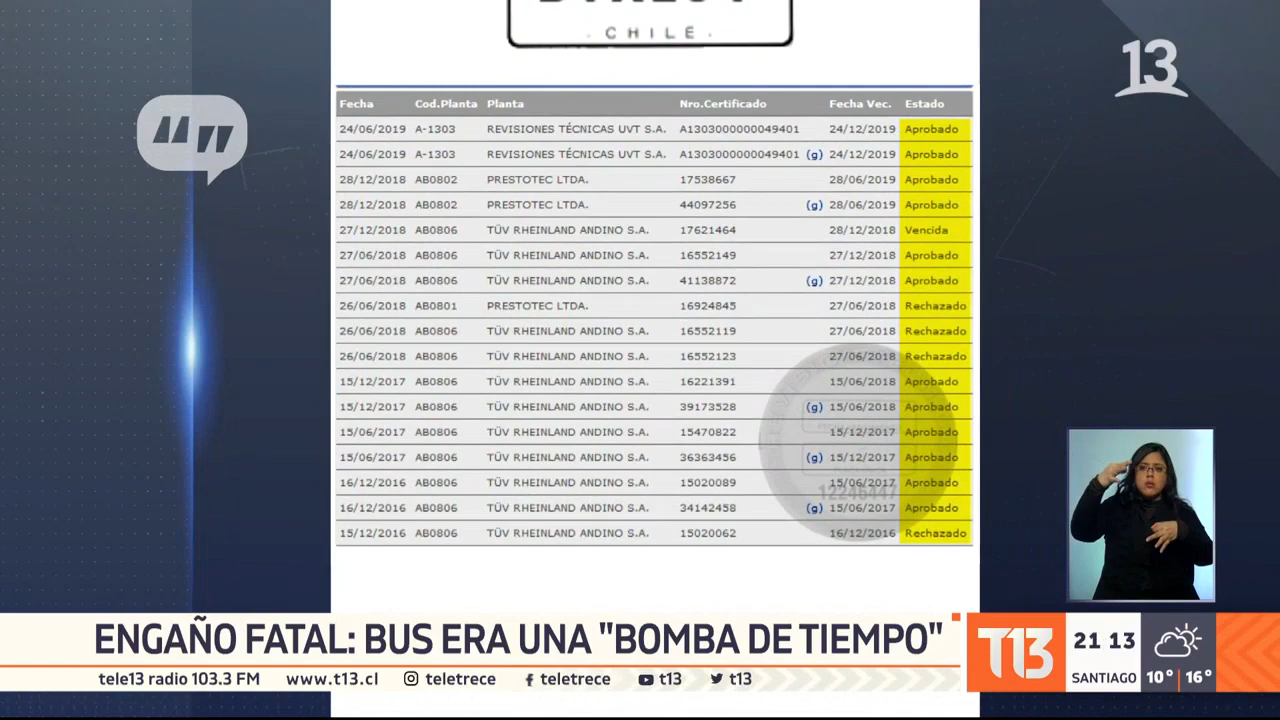 · CHILE ·
13
Fecha Cod.Planta Planta Nro.Certificado Fecha Vec. Estado
24/06/2019 A-1303 REVISIONES TÉCNICAS UVT S.A. A1303000000049401 24/12/2019 Aprobado
24/06/2019 A-1303 REVISIONES TÉCNICAS UVT S.A. A1303000000049401 (g) 24/12/2019 Aprobado
28/12/2018 AB0802 PRESTOTEC LTDA. 17538667 28/06/2019 Aprobado
28/12/2018 AB0802 PRESTOTEC LTDA. 44097256 (g) 28/06/2019 Aprobado
27/12/2018 AB0806 TÜV RHEINLAND ANDINO S.A. 17621464 28/12/2018 Vencida
27/06/2018 AB0806 TÜV RHEINLAND ANDINO S.A. 16552149 27/12/2018 Aprobado
27/06/2018 AB0806 TÜV RHEINLAND ANDINO S.A. 41138872 (g) 27/12/2018 Aprobado
26/06/2018 AB0801 PRESTOTEC LTDA. 16924845 27/06/2018 Rechazado
26/06/2018 AB0806 TÜV RHEINLAND ANDINO S.A. 16552119 27/06/2018 Rechazado
26/06/2018 AB0806 TÜV RHEINLAND ANDINO S.A. 16552123 27/06/2018 Rechazado
15/12/2017 AB0806 TÜV RHEINLAND ANDINO S.A. 16221391 15/06/2018 Aprobado
15/12/2017 AB0806 TÜV RHEINLAND ANDINO S.A. 39173528 (g) 15/06/2018 Aprobado
15/06/2017 AB0806 TÜV RHEINLAND ANDINO S.A. 15470822 15/12/2017 Aprobado
15/06/2017 AB0806 TÜV RHEINLAND ANDINO S.A. 36363456 (g) 15/12/2017 Aprobado
16/12/2016 AB0806 TÜV RHEINLAND ANDINO S.A. 15020089 15/06/2017 Aprobado
16/12/2016 AB0806 TÜV RHEINLAND ANDINO S.A. 34142458 (g) 15/06/2017 Aprobado
15/12/2016 AB0806 TÜV RHEINLAND ANDINO S.A. 15020062 16/12/2016 Rechazado
ENGAÑO FATAL: BUS ERA UNA "BOMBA DE TIEMPO"
tele13 radio 103.3 FM www.t13.cl teletrece teletrece t13 t13
T13
21 13
SANTIAGO
10° 16°